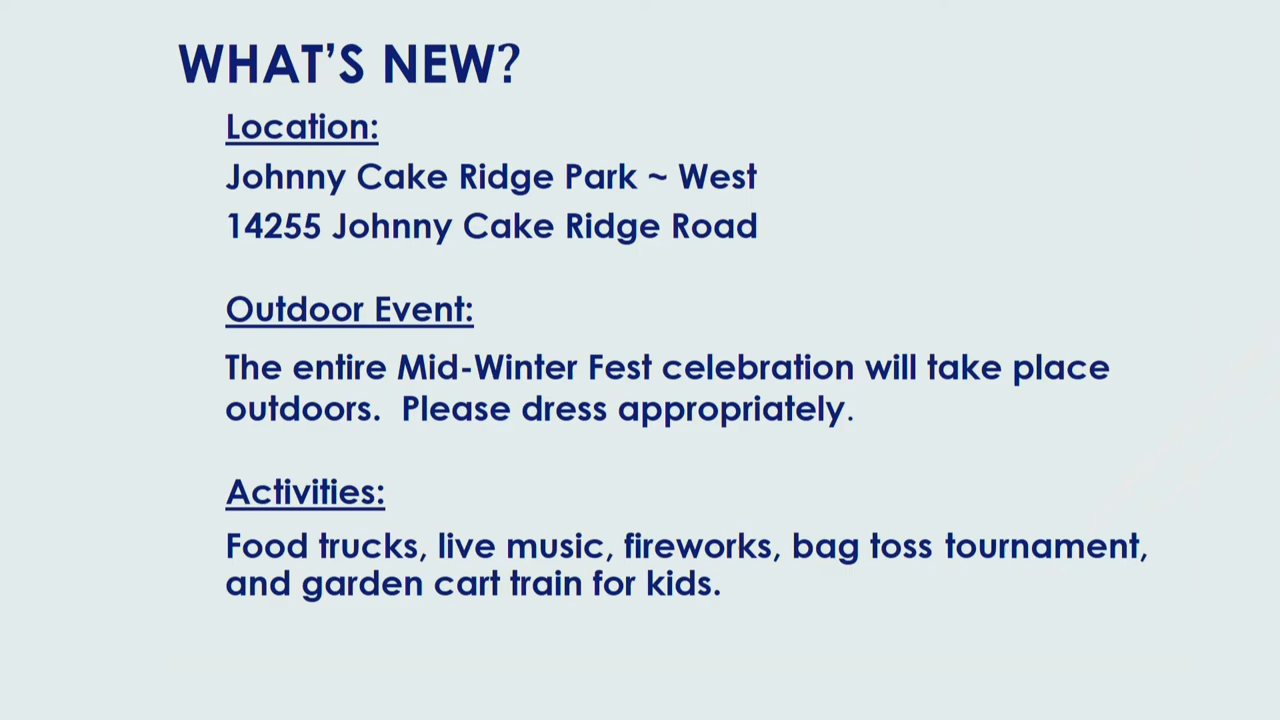 WHAT’S NEW?
Location:
Johnny Cake Ridge Park ~ West
14255 Johnny Cake Ridge Road
Outdoor Event:
The entire Mid-Winter Fest celebration will take place
outdoors.  Please dress appropriately.
Activities:
Food trucks, live music, fireworks, bag toss tournament,
and garden cart train for kids.